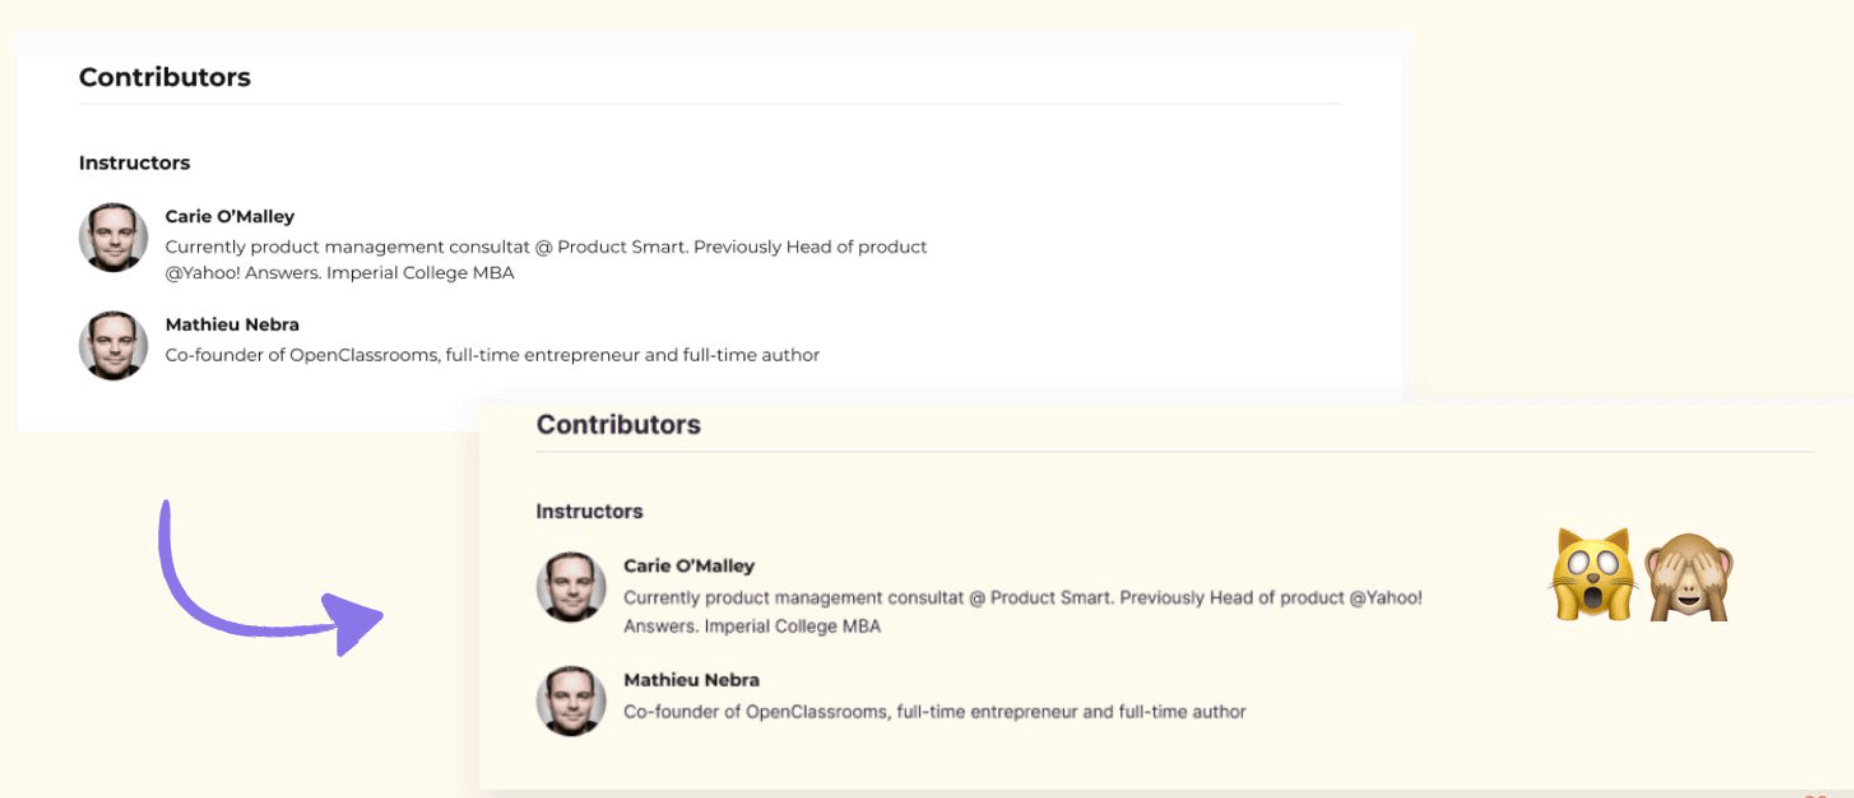 Contributors
Instructors
Carie O’Malley
Currently product management consultat @ Product Smart. Previously Head of product
@Yahoo! Answers. Imperial College MBA
Mathieu Nebra
Co-founder of OpenClassrooms, full-time entrepreneur and full-time author
Contributors
Instructors
Carie O’Malley
Currently product management consultat @ Product Smart. Previously Head of product @Yahoo!
Answers. Imperial College MBA
Mathieu Nebra
Co-founder of OpenClassrooms, full-time entrepreneur and full-time author